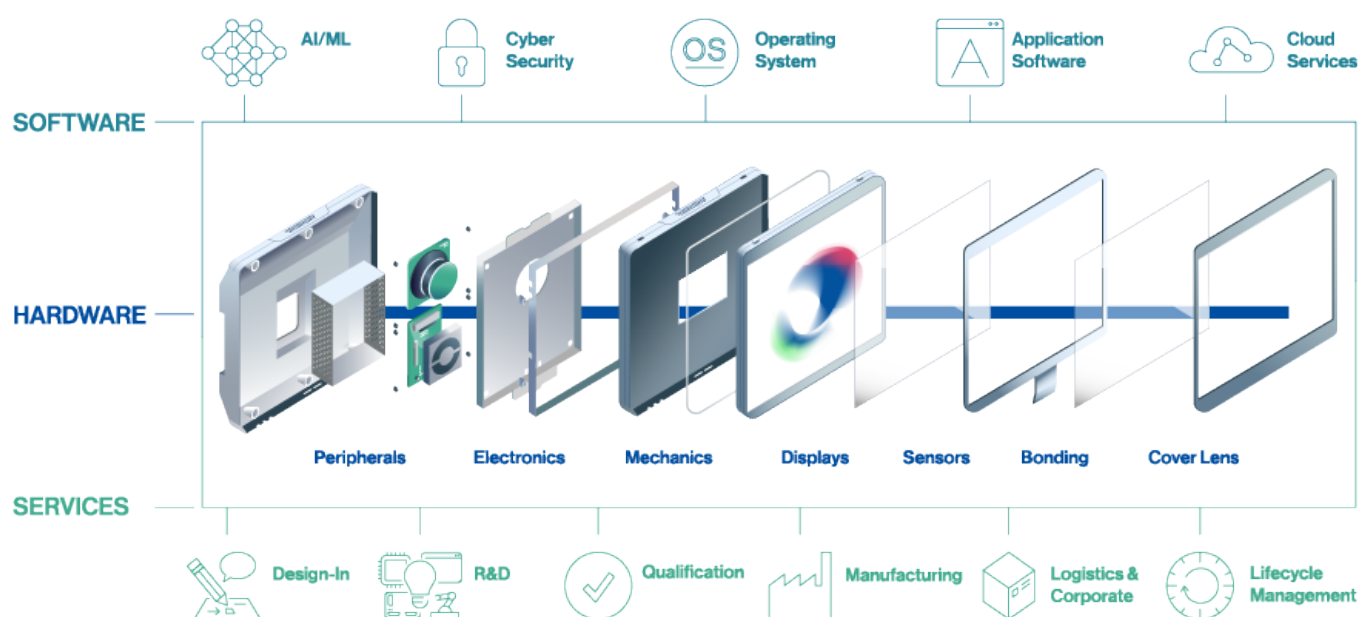 AI/ML
Cyber
Security
OS
Operating
System
A
Application
Software
Cloud
Services
SOFTWARE
HARDWARE
Peripherals
Electronics
Mechanics
Displays
Sensors
Bonding
Cover Lens
SERVICES
Design-In
R&D
Qualification
Manufacturing
Logistics &
Corporate
Lifecycle
Management